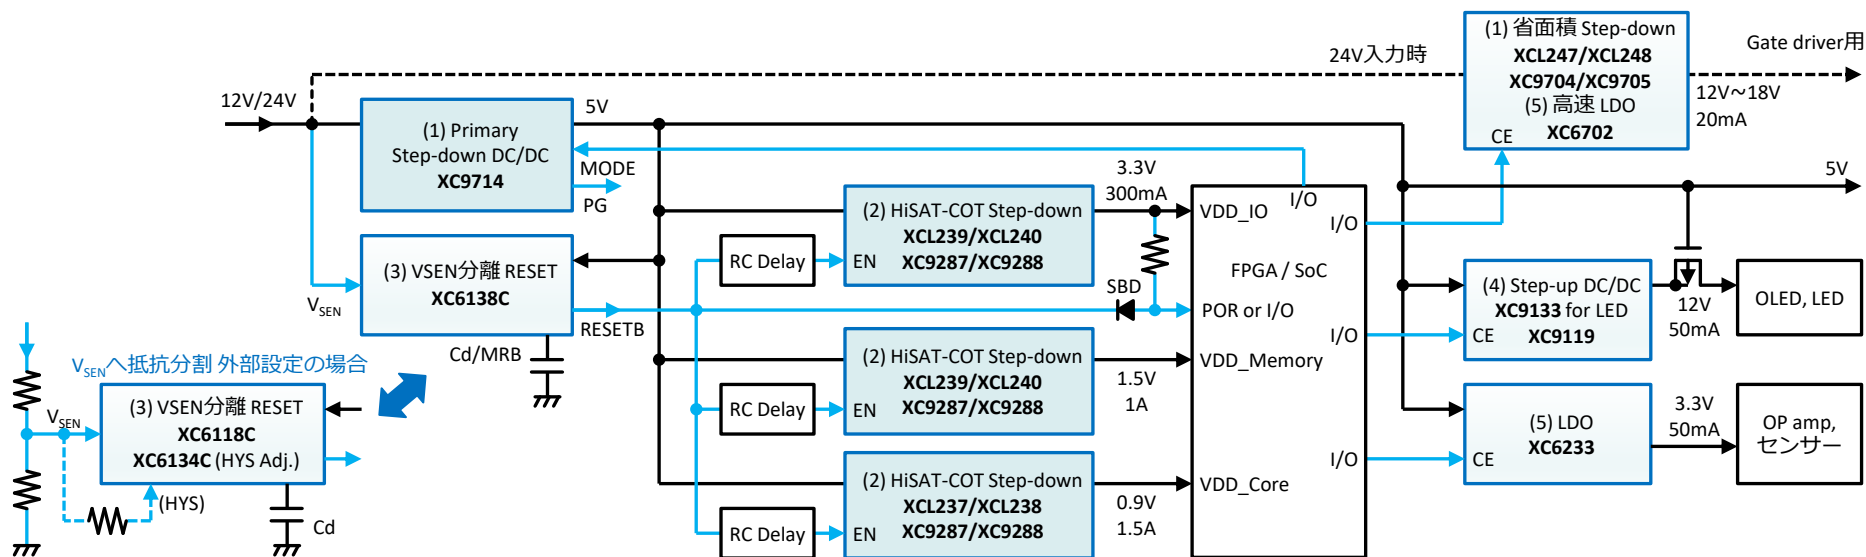 12V/24V
24V入力時
(1) 省面積 Step-down
XCL247/XCL248
XC9704/XC9705
(5) 高速 LDO
XC6702
CE
Gate driver用
12V～18V
20mA
(1) Primary
Step-down DC/DC
XC9714
5V
MODE
PG
5V
(3) VSEN分離 RESET
XC6138C
VSEN
RESETB
Cd/MRB
VSENへ抵抗分割 外部設定の場合
(3) VSEN分離 RESET
XC6118C
XC6134C (HYS Adj.)
VSEN
(HYS)
Cd
RC Delay
(2) HiSAT-COT Step-down
XCL239/XCL240
XC9287/XC9288
EN
3.3V
300mA
SBD
RC Delay
(2) HiSAT-COT Step-down
XCL239/XCL240
XC9287/XC9288
EN
1.5V
1A
RC Delay
(2) HiSAT-COT Step-down
XCL237/XCL238
XC9287/XC9288
EN
0.9V
1.5A
I/O
VDD_IO
I/O
FPGA / SoC
POR or I/O
I/O
VDD_Memory
I/O
VDD_Core
(4) Step-up DC/DC
XC9133 for LED
XC9119
CE
12V
50mA
OLED, LED
(5) LDO
XC6233
CE
3.3V
50mA
OP amp,
センサー